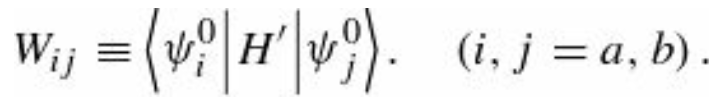 W_{ij} ≡ ⟨ψ_i^0|H′|ψ_j^0⟩. (i, j = a, b).